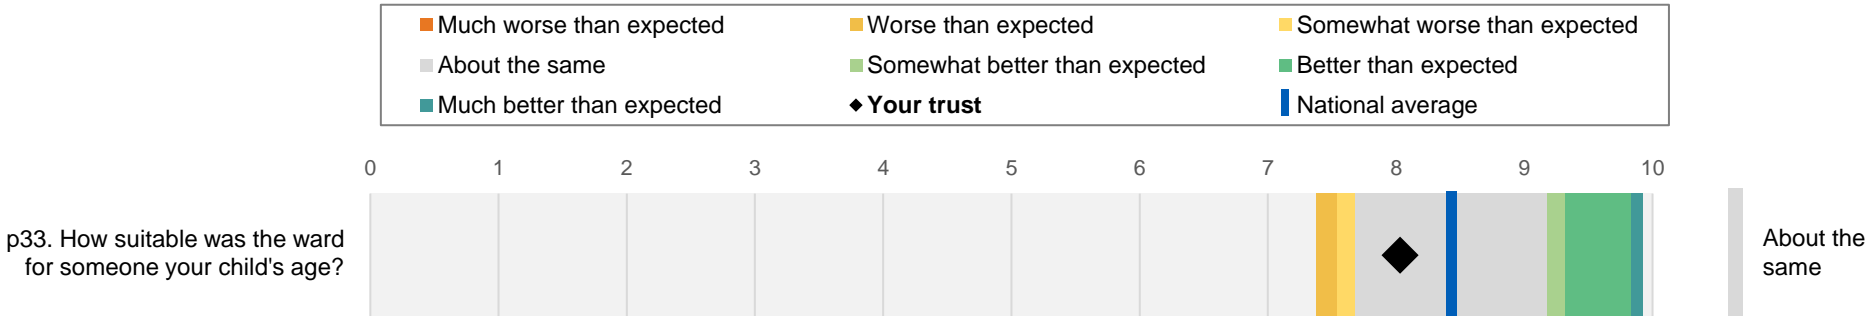 Much worse than expected
Worse than expected
Somewhat worse than expected
About the same
Somewhat better than expected
Better than expected
Much better than expected
Your trust
National average
0 1 2 3 4 5 6 7 8 9 10
p33. How suitable was the ward
for someone your child's age?
About the
same